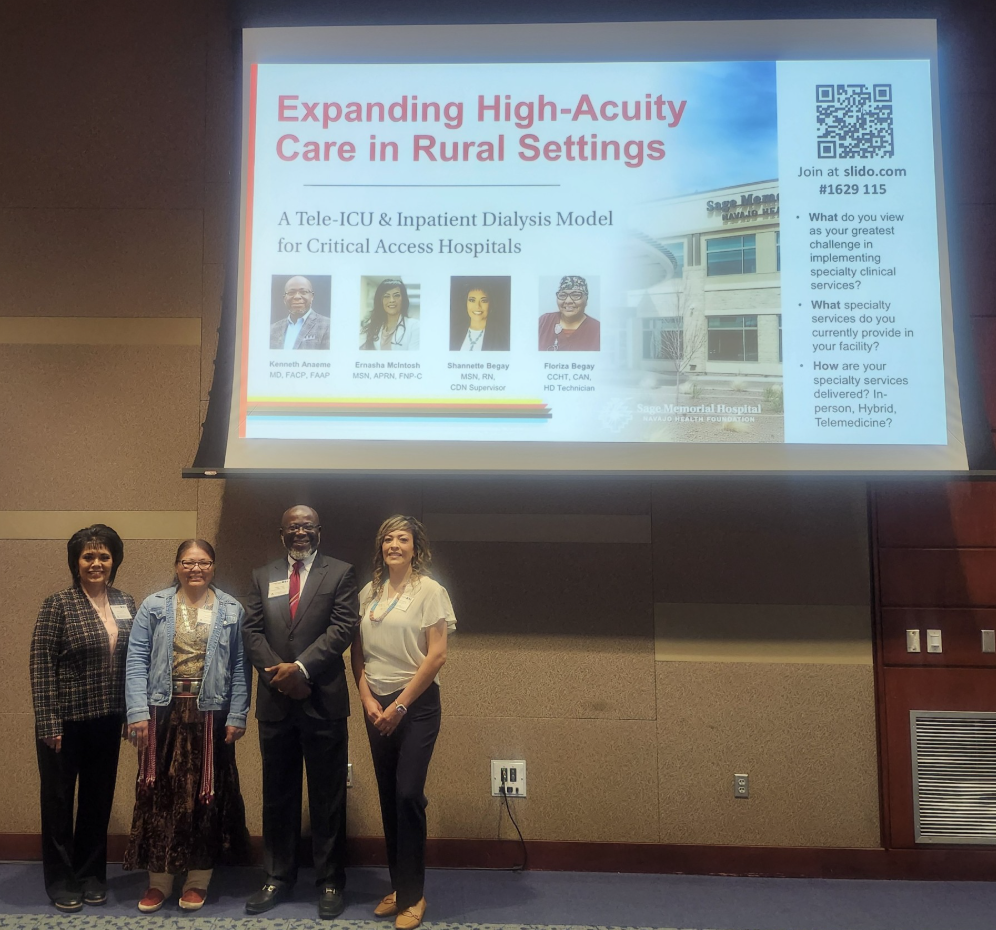 Expanding High-Acuity
Care in Rural Settings
A Tele-ICU & Inpatient Dialysis Model
for Critical Access Hospitals
Kenneth Anaeme
MD, FACP, FAAP
Ernasha McIntosh
MSN, APRN, FNP-C
Shannette Begay
MSN, RN,
CDN Supervisor
Floriza Begay
CCHT, CAN,
HD Technician
Sage Mem
NAVAJO HEA
Sage Memorial Hospital
NAVAJO HEALTH FOUNDATION
Join at slido.com
#1629 115
• What do you view
as your greatest
challenge in
implementing
specialty clinical
services?
• What specialty
services do you
currently provide in
your facility?
• How are your
specialty services
delivered? In-
person, Hybrid,
Telemedicine?